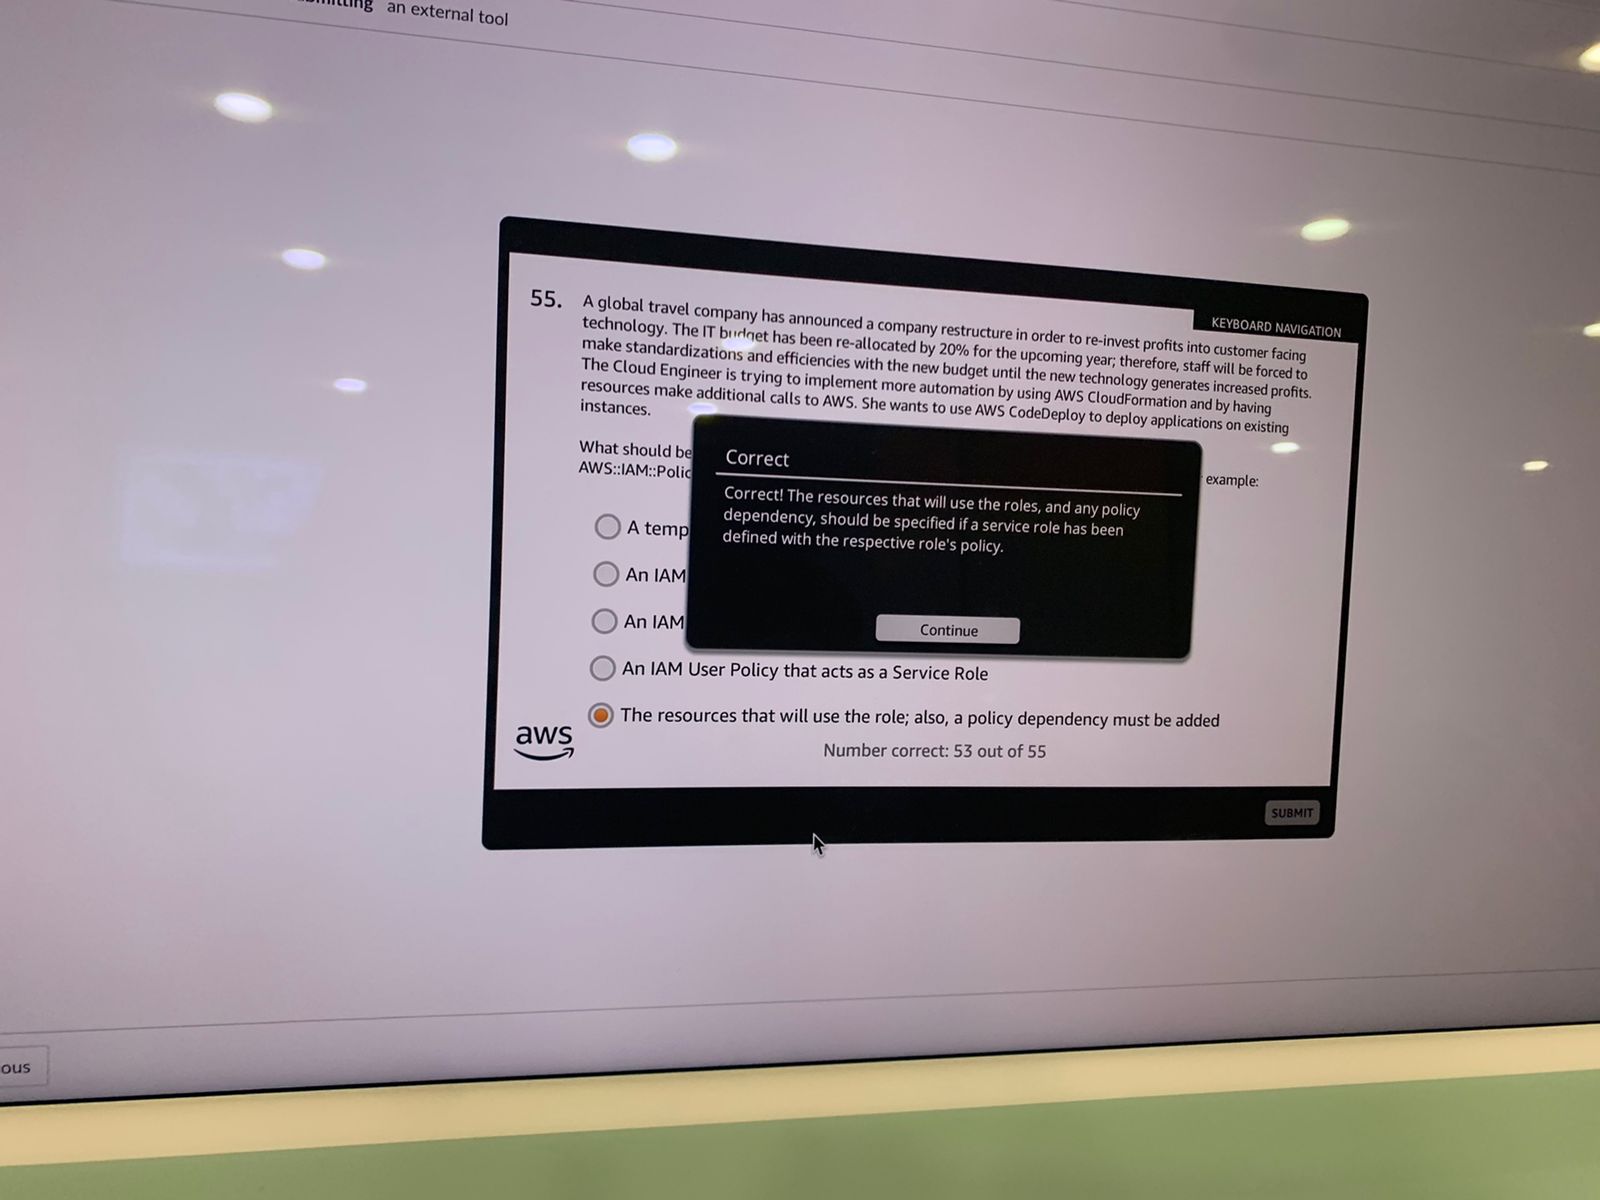 an external tool
KEYBOARD NAVIGATION
55. A global travel company has announced a company restructure in order to re-invest profits into customer facing
technology. The IT budget has been re-allocated by 20% for the upcoming year; therefore, staff will be forced to
make standardizations and efficiencies with the new budget until the new technology generates increased profits.
The Cloud Engineer is trying to implement more automation by using AWS CloudFormation and by having
resources make additional calls to AWS. She wants to use AWS CodeDeploy to deploy applications on existing
instances.
What should be
AWS::IAM::Polic
example:
Correct
Correct! The resources that will use the roles, and any policy
dependency, should be specified if a service role has been
defined with the respective role's policy.
Continue
A temp
An IAM
An IAM
An IAM User Policy that acts as a Service Role
The resources that will use the role; also, a policy dependency must be added
aws
Number correct: 53 out of 55
SUBMIT
ous